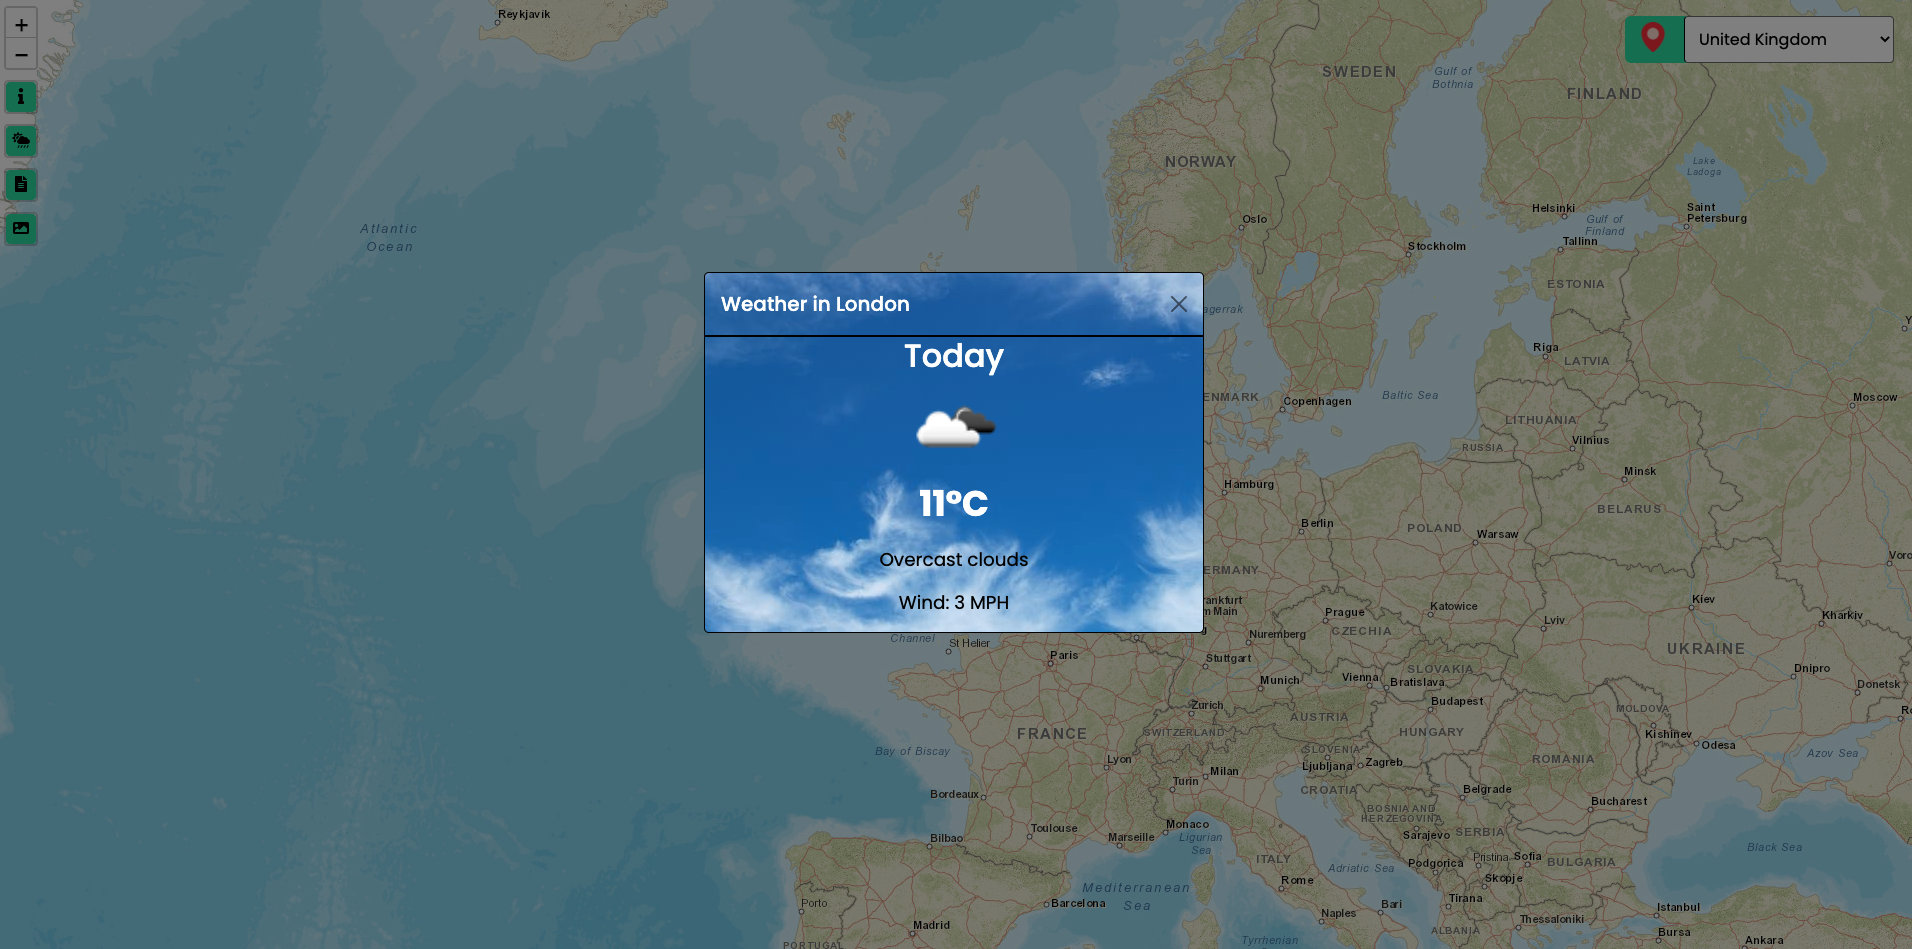 +
−
United Kingdom
Reykjavík
Atlantic
Ocean
SWEDEN
Gulf of
Bothnia
FINLAND
NORWAY
Lake
Ladoga
Oslo
Helsinki
Gulf of
Finland
Saint
Petersburg
Stockholm
Tallinn
ESTONIA
Weather in London
Today
11°C
Overcast clouds
Wind: 3 MPH
agerrak
Riga
LATVIA
ENMARK
Copenhagen
Baltic Sea
Moscow
LITHUANIA
Vilnius
RUSSIA
Minsk
Hamburg
BELARUS
Berlin
POLAND
Warsaw
Voro
ERMANY
rankfurt
m Main
Prague
Katowice
Kiev
Kharkiv
Lviv
CZECHIA
Nuremberg
Channel
St Helier
Paris
Stuttgart
UKRAINE
SLOVAKIA
Dnipro
Munich
Vienna
Bratislava
Donetsk
Budapest
Zurich
MOLDOVA
AUSTRIA
FRANCE
SWITZERLAND
HUNGARY
Kishinev
Odesa
Bay of Biscay
SLOVENIA
Azov Sea
Lyon
Ljubljana
Zagreb
ROMANIA
Milan
Turin
Bordeaux
CROATIA
Belgrade
Bucharest
BOSNIA AND
HERZEGOVINA
Monaco
Toulouse
Marseille
Ligurian
Sea
Bilbao
Sarajevo
SERBIA
Black Sea
ITALY
Adriatic Sea
Podgorica
Pristina
Sofia
BULGARIA
Rome
Skopje
Mediterranean
Sea
Porto
Barcelona
Tirana
Bari
Naples
Istanbul
Madrid
Thessaloniki
ALBANIA
Bursa
PORTUGAL
Tyrrhenian
Ankara